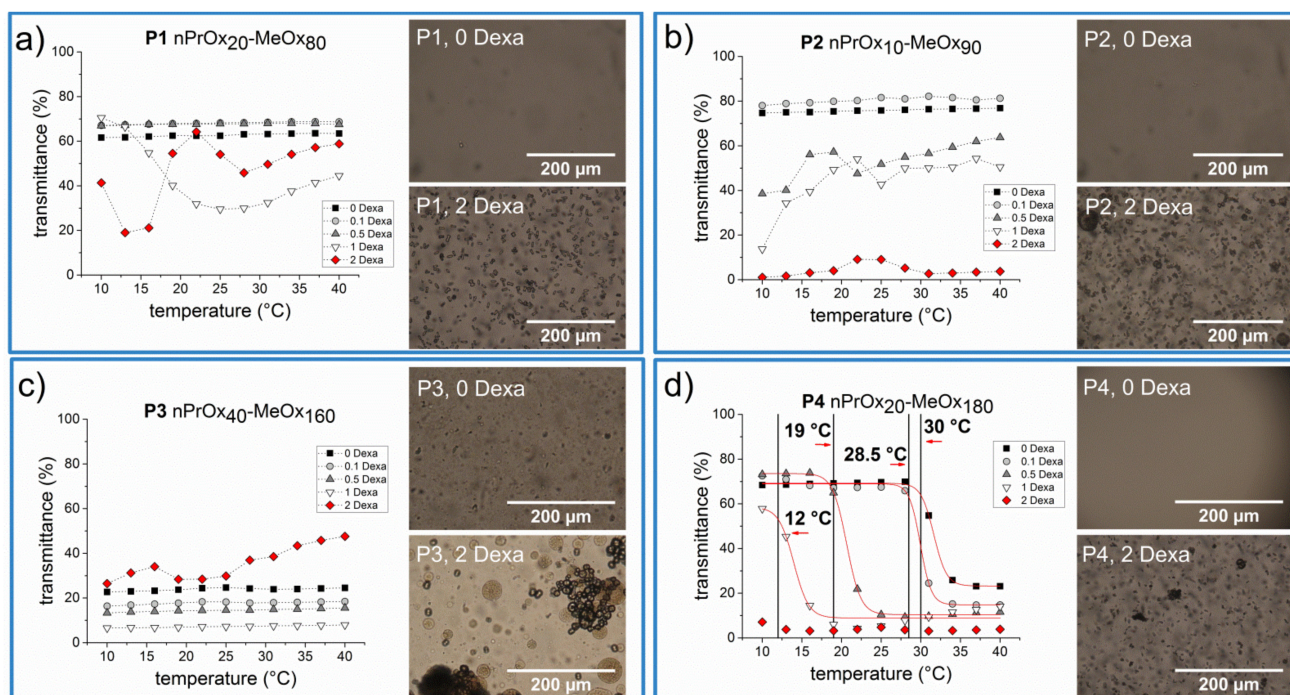 a)
P1 nPrOx20-MeOx80
100
80
60
40
20
0
transmittance (%)
10 15 20 25 30 35 40
temperature (°C)
0 Dexa
0.1 Dexa
0.5 Dexa
1 Dexa
2 Dexa
P1, 0 Dexa
200 µm
P1, 2 Dexa
200 µm
b)
P2 nPrOx10-MeOx90
100
80
60
40
20
0
transmittance (%)
10 15 20 25 30 35 40
temperature (°C)
0 Dexa
0.1 Dexa
0.5 Dexa
1 Dexa
2 Dexa
P2, 0 Dexa
200 µm
P2, 2 Dexa
200 µm
c)
P3 nPrOx40-MeOx160
100
80
60
40
20
0
transmittance (%)
10 15 20 25 30 35 40
temperature (°C)
0 Dexa
0.1 Dexa
0.5 Dexa
1 Dexa
2 Dexa
P3, 0 Dexa
200 µm
P3, 2 Dexa
200 µm
d)
P4 nPrOx20-MeOx180
100
80
60
40
20
0
transmittance (%)
19 °C
30 °C
28.5 °C
12 °C
10 15 20 25 30 35 40
temperature (°C)
0 Dexa
0.1 Dexa
0.5 Dexa
1 Dexa
2 Dexa
P4, 0 Dexa
200 µm
P4, 2 Dexa
200 µm